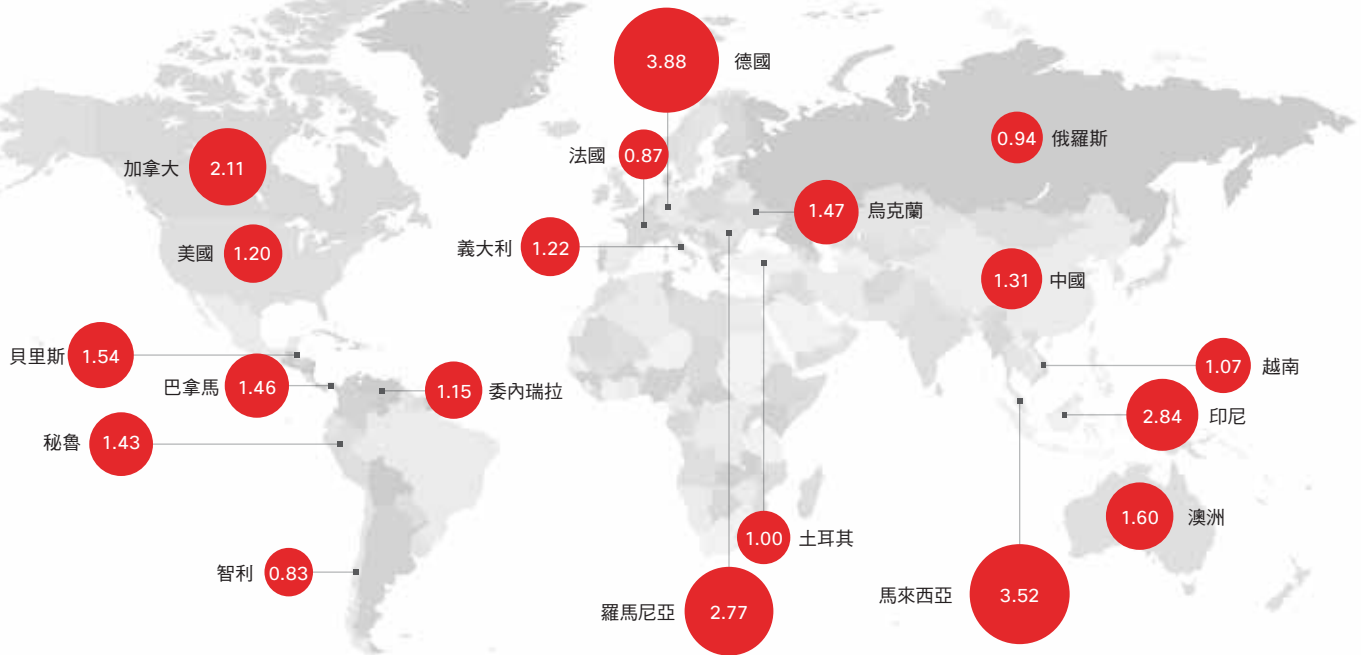 3.88 德國
0.94 俄羅斯
法國 0.87
加拿大 2.11
1.47 烏克蘭
美國 1.20
義大利 1.22
1.31 中國
貝里斯 1.54
1.07 越南
巴拿馬 1.46
1.15 委內瑞拉
2.84 印尼
秘魯 1.43
1.60 澳洲
1.00 土耳其
智利 0.83
馬來西亞 3.52
羅馬尼亞 2.77